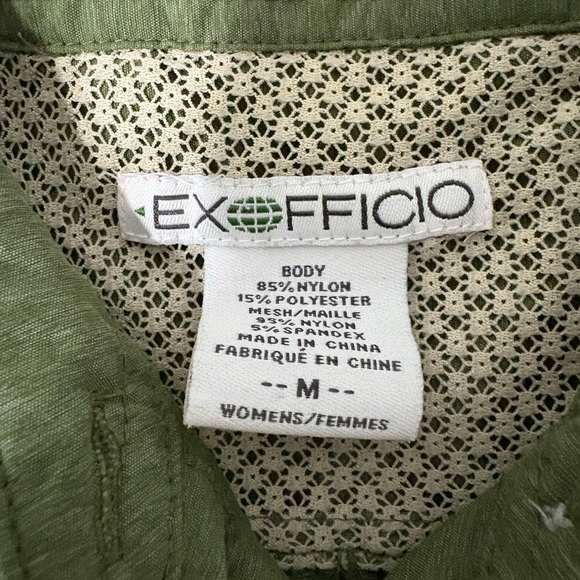 EXOFFICIO
BODY
85% NYLON
15% POLYESTER
MESH/MAILLE
95% NYLON
5% SPANDEX
MADE IN CHINA
FABRIQUÉ EN CHINE
-- M --
WOMENS/FEMMES